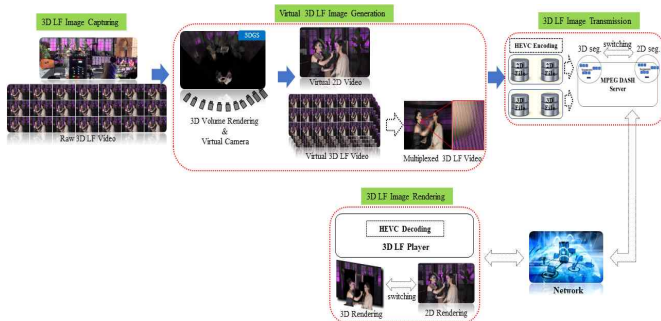 3D LF Image Capturing
Virtual 3D LF Image Generation
3D LF Image Transmission
3DGS
HEVC Encoding
3D seg.
switching
2D seg.
MPEG DASH
Server
Virtual 2D Video
Raw 3D LF Video
3D Volume Rendering
&
Virtual Camera
Virtual 3D LF Video
Multiplexed 3D LF Video
3D LF Image Rendering
HEVC Decoding
3D LF Player
switching
3D Rendering
2D Rendering
Network